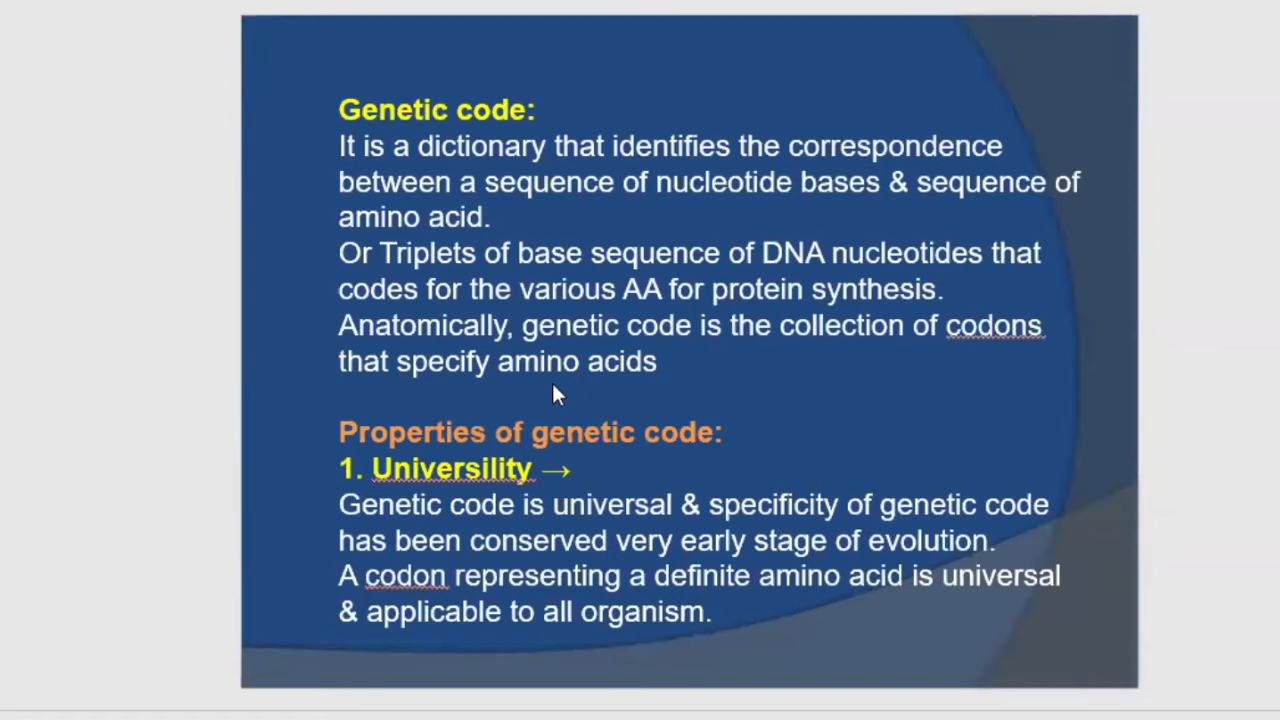 Genetic code:
It is a dictionary that identifies the correspondence
between a sequence of nucleotide bases & sequence of
amino acid.
Or Triplets of base sequence of DNA nucleotides that
codes for the various AA for protein synthesis.
Anatomically, genetic code is the collection of codons
that specify amino acids
Properties of genetic code:
1. Universility →
Genetic code is universal & specificity of genetic code
has been conserved very early stage of evolution.
A codon representing a definite amino acid is universal
& applicable to all organism.